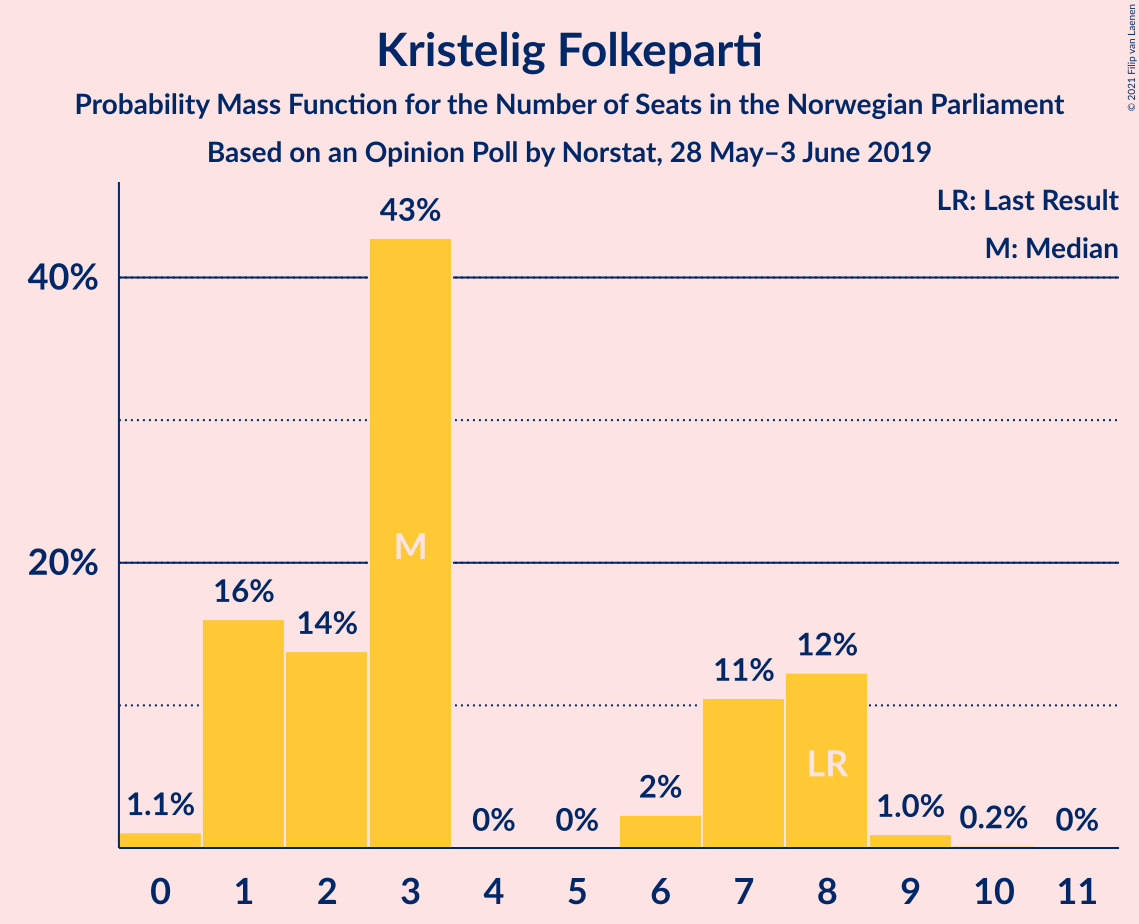 Kristelig Folkeparti
Probability Mass Function for the Number of Seats in the Norwegian Parliament
Based on an Opinion Poll by Norstat, 28 May–3 June 2019
© 2021 Filip van Laenen
LR: Last Result
M: Median
40%
20%
1.1%
16%
14%
43%
0%
0%
2%
11%
12%
1.0%
0.2%
0%
M
LR
0 1 2 3 4 5 6 7 8 9 10 11